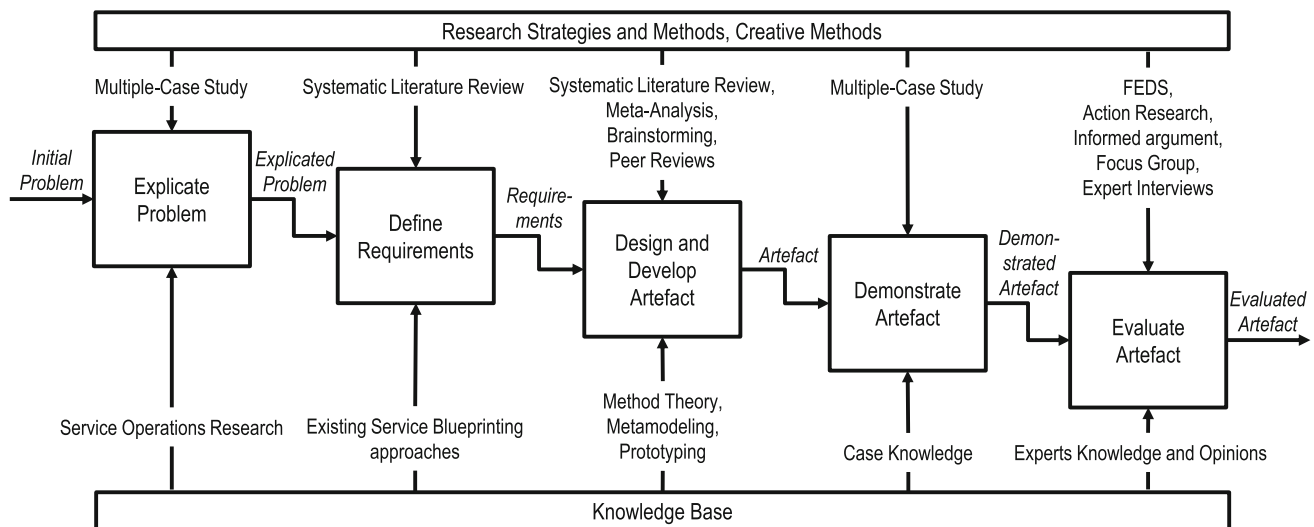 Research Strategies and Methods, Creative Methods
Multiple-Case Study
Systematic Literature Review
Systematic Literature Review,
Meta-Analysis,
Brainstorming,
Peer Reviews
Multiple-Case Study
FEDS,
Action Research,
Informed argument,
Focus Group,
Expert Interviews
Initial
Problem
Explicate
Problem
Explicated
Problem
Define
Requirements
Require-
ments
Design and
Develop
Artefact
Artefact
Demonstrate
Artefact
Demon-
strated
Artefact
Evaluate
Artefact
Evaluated
Artefact
Service Operations Research
Existing Service Blueprinting
approaches
Method Theory,
Metamodeling,
Prototyping
Case Knowledge
Experts Knowledge and Opinions
Knowledge Base